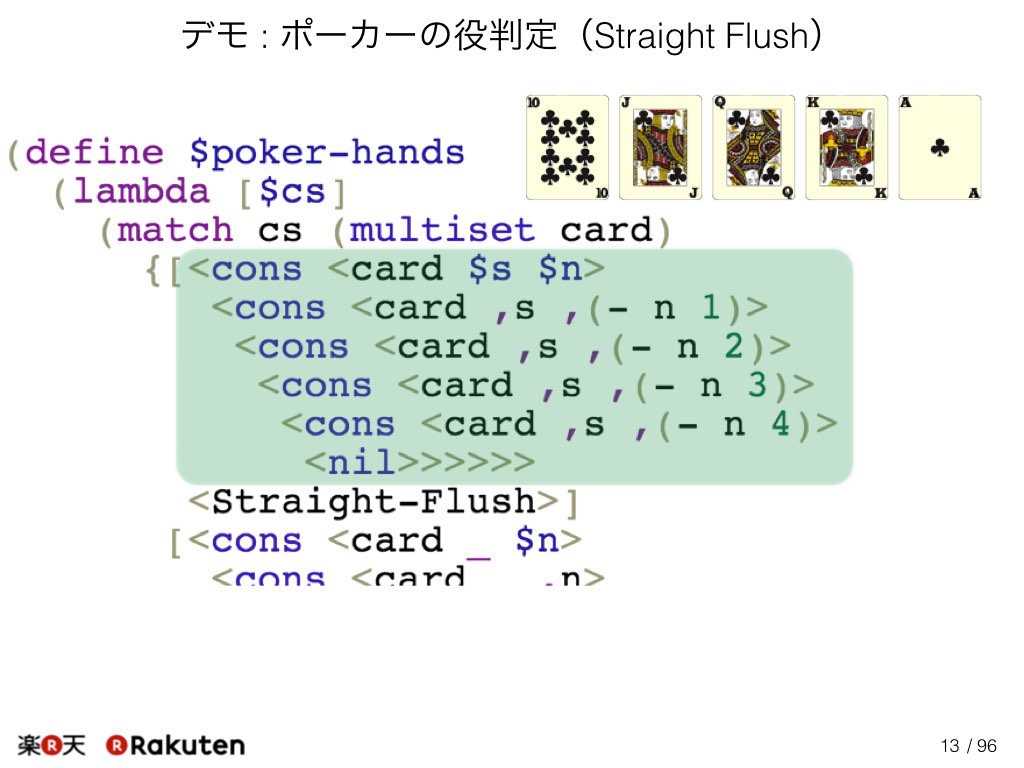 デモ : ポーカーの役判定（Straight Flush）
10 J Q K A
10 J Q K A
(define $poker-hands
(lambda [$cs]
(match cs (multiset card)
{[<cons <card $s $n>
<cons <card ,s ,(- n 1)>
<cons <card ,s ,(- n 2)>
<cons <card ,s ,(- n 3)>
<cons <card ,s ,(- n 4)>
<nil>>>>>>
<Straight-Flush>]
[<cons <card _ $n>
<cons <card ,n>
楽R天 R Rakuten
13 / 96